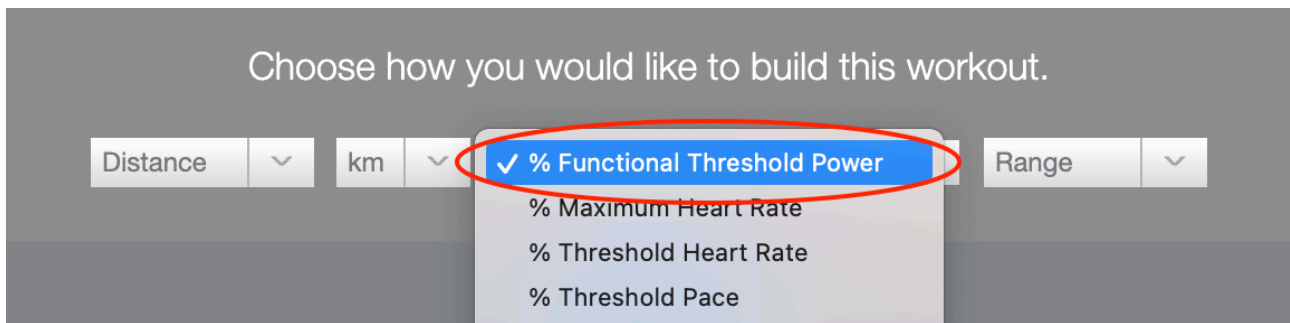 Choose how you would like to build this workout.
Distance km ✓ % Functional Threshold Power Range
% Maximum Heart Rate
% Threshold Heart Rate
% Threshold Pace